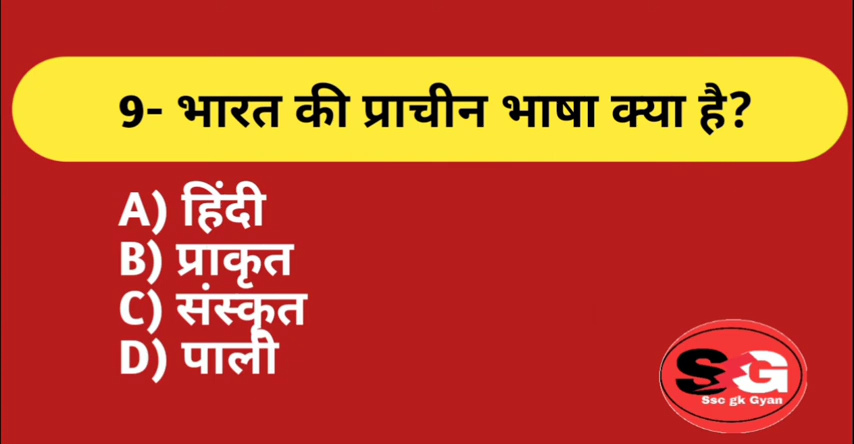 9- भारत की प्राचीन भाषा क्या है?
A) हिंदी
B) प्राकृत
C) संस्कृत
D) पाली
SG
Ssc gk Gyan